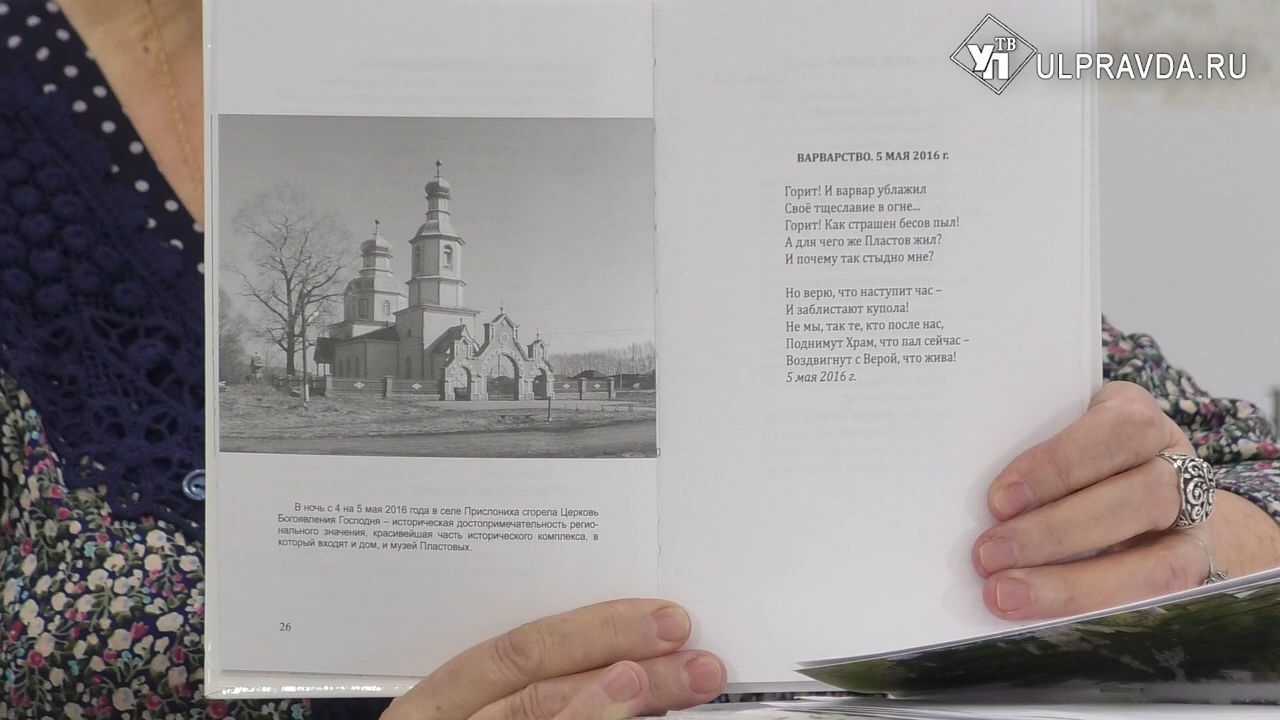 УП ТВ
ULPRAVDA.RU
В ночь с 4 на 5 мая 2016 года в селе Прислониха сгорела Церковь
Богоявления Господня – историческая достопримечательность регио-
нального значения, красивейшая часть исторического комплекса, в
который входят и дом, и музей Пластовых.
26
ВАРВАРСТВО. 5 МАЯ 2016 г.
Горит! И варвар ублажил
Своё тщеславие в огне...
Горит! Как страшен бесов пыл!
А для чего же Пластов жил?
И почему так стыдно мне?
Но верю, что наступит час –
И заблистают купола!
Не мы, так те, кто после нас,
Поднимут Храм, что пал сейчас –
Воздвигнут с Верой, что жива!
5 мая 2016 г.